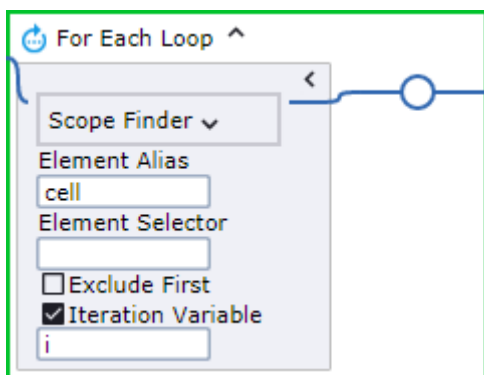 For Each Loop
Scope Finder
Element Alias
cell
Element Selector
Exclude First
Iteration Variable
i